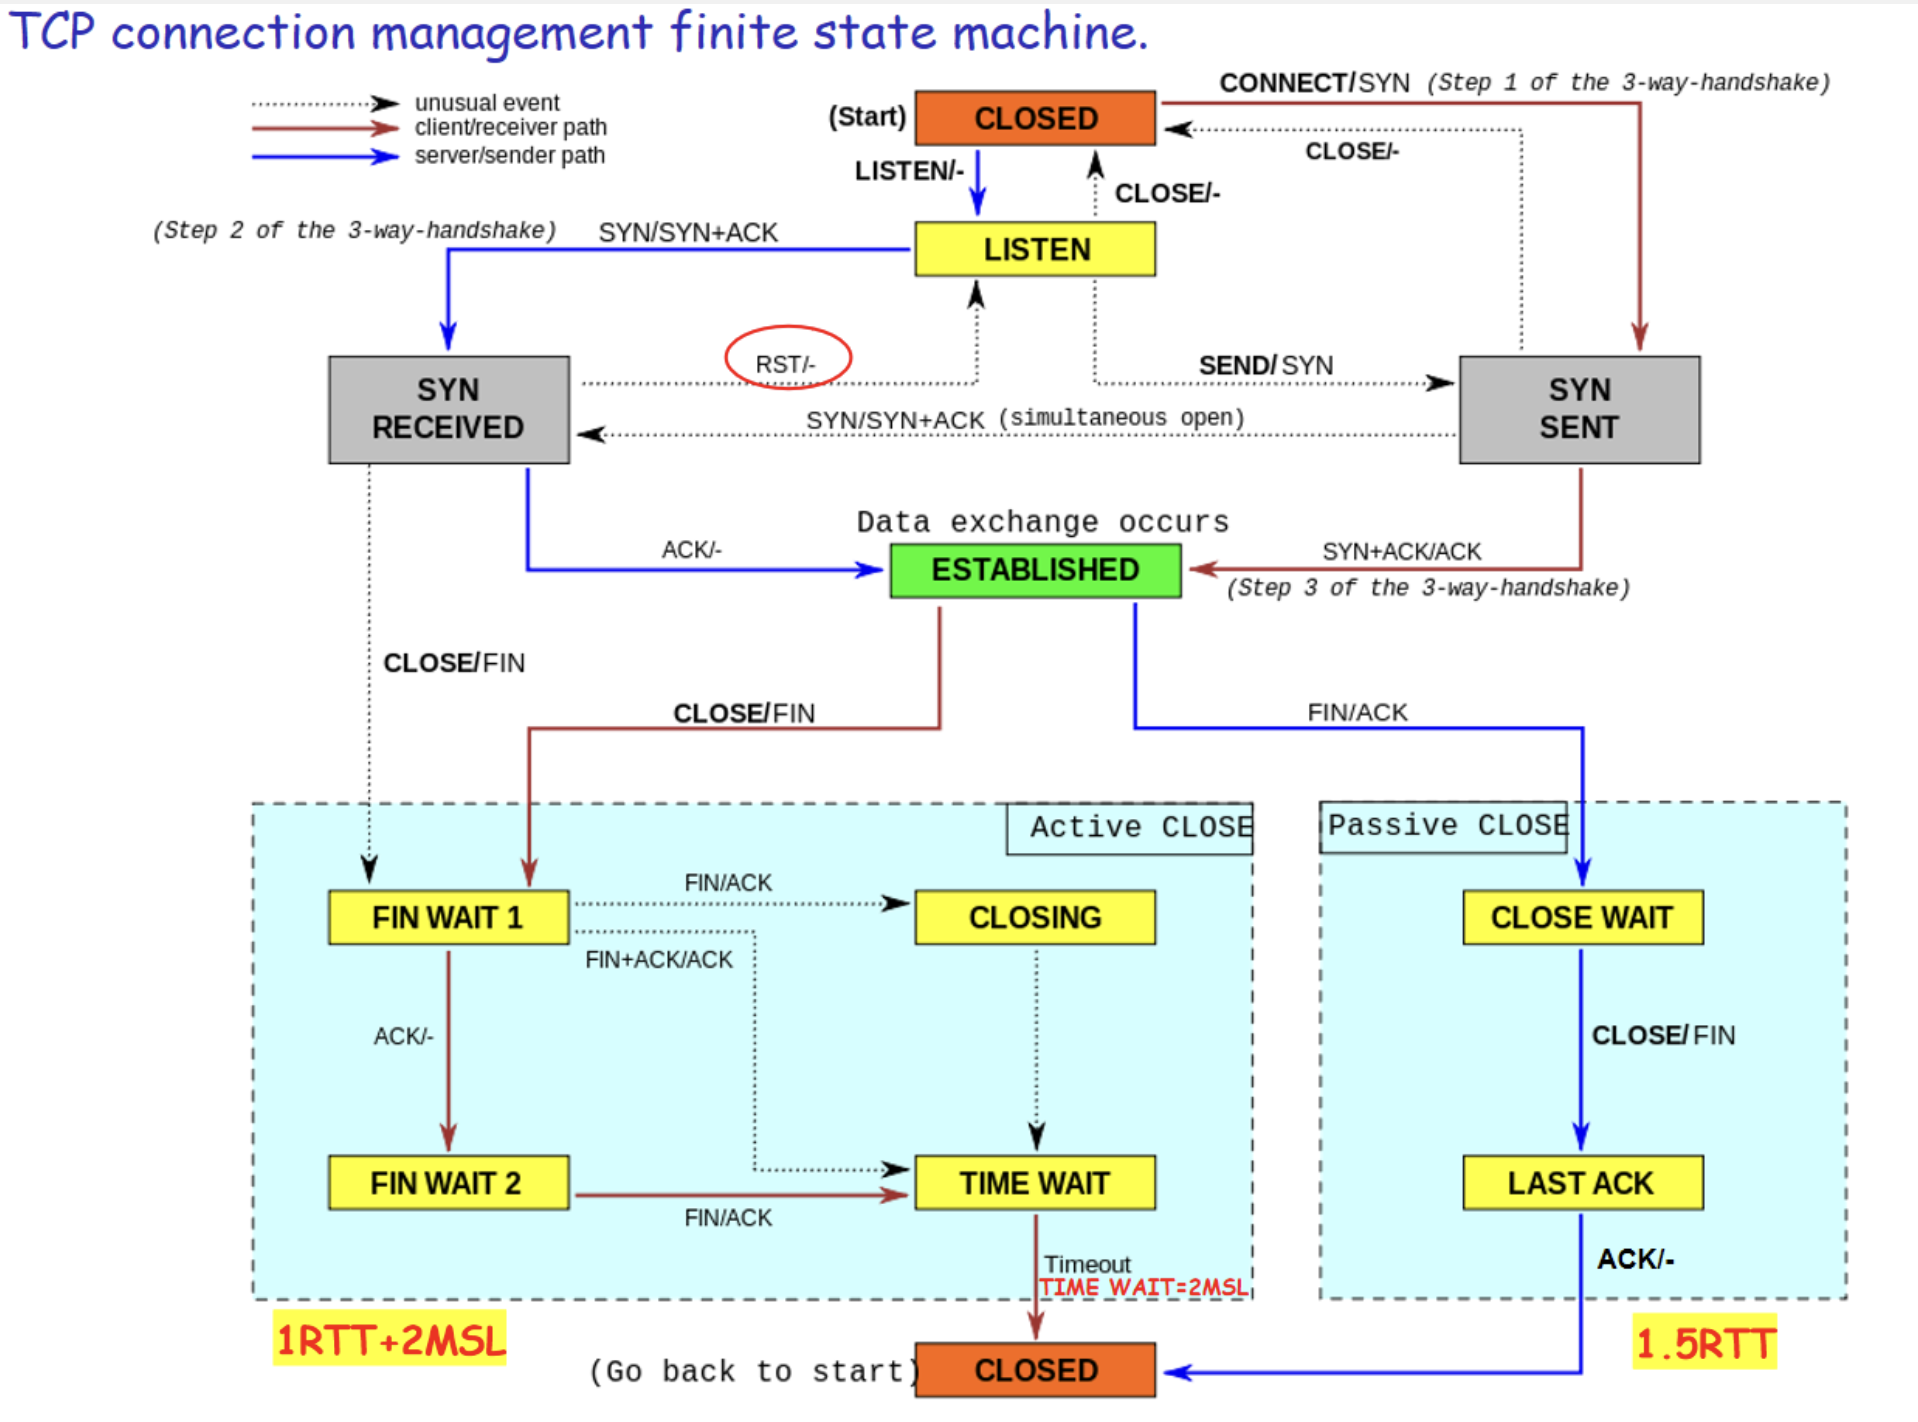 TCP connection management finite state machine.
CONNECT/SYN (Step 1 of the 3-way-handshake)
unusual event
client/receiver path
server/sender path
(Start)
CLOSED
CLOSE/-
LISTEN/-
CLOSE/-
(Step 2 of the 3-way-handshake)
SYN/SYN+ACK
LISTEN
RST/-
SEND/SYN
SYN
RECEIVED
SYN
SENT
SYN/SYN+ACK (simultaneous open)
Data exchange occurs
ACK/-
ESTABLISHED
SYN+ACK/ACK
(Step 3 of the 3-way-handshake)
CLOSE/FIN
CLOSE/FIN
FIN/ACK
Active CLOSE
Passive CLOSE
FIN WAIT 1
FIN/ACK
CLOSING
CLOSE WAIT
FIN+ACK/ACK
ACK/-
CLOSE/FIN
FIN WAIT 2
TIME WAIT
LAST ACK
FIN/ACK
Timeout
TIME WAIT=2MSL
ACK/-
1RTT+2MSL
1.5RTT
(Go back to start)
CLOSED